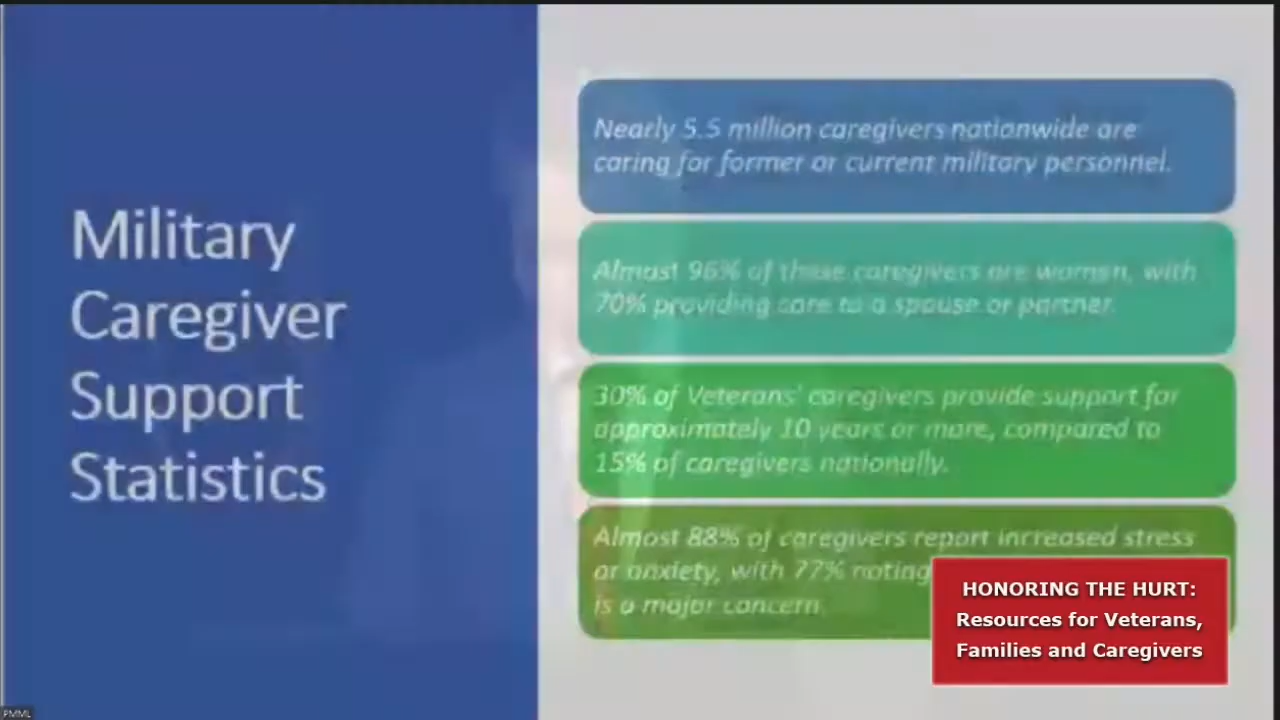 Military
Caregiver
Support
Statistics
Nearly 5.5 million caregivers nationwide are
caring for former or current military personnel.
Almost 96% of these caregivers are women, with
70% providing care to a spouse or partner.
30% of Veterans' caregivers provide support for
approximately 10 years or more, compared to
15% of caregivers nationally.
Almost 88% of caregivers report increased stress
or anxiety, with 77% noting
is a major concern.
HONORING THE HURT:
Resources for Veterans,
Families and Caregivers
PMML